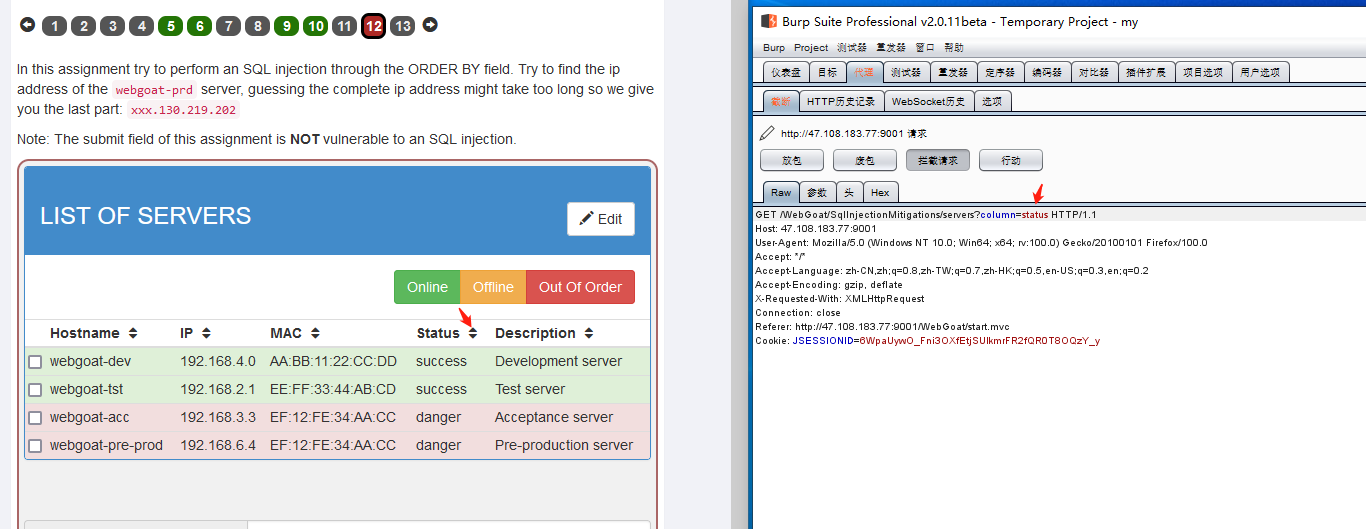 1 2 3 4 5 6 7 8 9 10 11 12 13
In this assignment try to perform an SQL injection through the ORDER BY field. Try to find the ip
address of the webgoat-prd server, guessing the complete ip address might take too long so we give
you the last part: xxx.130.219.202
Note: The submit field of this assignment is NOT vulnerable to an SQL injection.
LIST OF SERVERS
Edit
Online Offline Out Of Order
Hostname IP MAC Status Description
webgoat-dev 192.168.4.0 AA:BB:11:22:CC:DD success Development server
webgoat-tst 192.168.2.1 EE:FF:33:44:AB:CD success Test server
webgoat-acc 192.168.3.3 EF:12:FE:34:AA:CC danger Acceptance server
webgoat-pre-prod 192.168.6.4 EF:12:FE:34:AA:CC danger Pre-production server
Burp Suite Professional v2.0.11beta - Temporary Project - my
Burp Project 测试器 重发器 窗口 帮助
仪表盘 目标 代理 测试器 重发器 定序器 编码器 对比器 插件扩展 项目选项 用户选项
截断 HTTP历史记录 WebSocket历史 选项
http://47.108.183.77:9001 请求
放包 废包 拦截请求 行动
Raw 参数 头 Hex
GET /WebGoat/SqlInjectionMitigations/servers?column=status HTTP/1.1
Host: 47.108.183.77:9001
User-Agent: Mozilla/5.0 (Windows NT 10.0; Win64; x64; rv:100.0) Gecko/20100101 Firefox/100.0
Accept: */*
Accept-Language: zh-CN,zh;q=0.8,zh-TW;q=0.7,zh-HK;q=0.5,en-US;q=0.3,en;q=0.2
Accept-Encoding: gzip, deflate
X-Requested-With: XMLHttpRequest
Connection: close
Referer: http://47.108.183.77:9001/WebGoat/start.mvc
Cookie: JSESSIONID=6WpaUywO_Fni3OXfEtjSUIkmrFR2fQR0T8OQzY_y